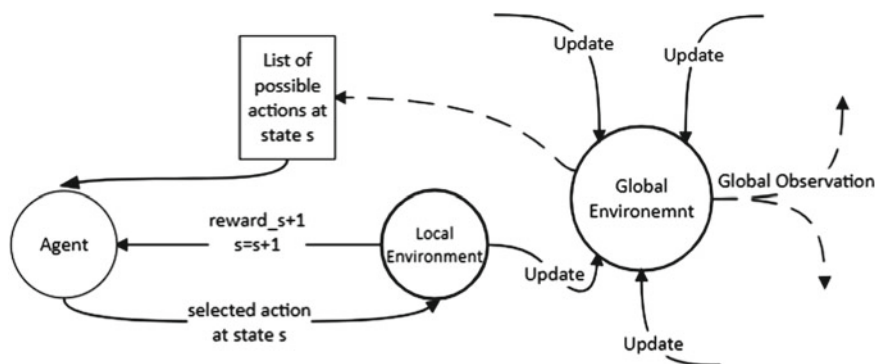 List of
possible
actions at
state s
Update
Update
Global
Environemnt
Global Observation
Agent
reward_s+1
s=s+1
Local
Environment
Update
selected action
at state s
Update